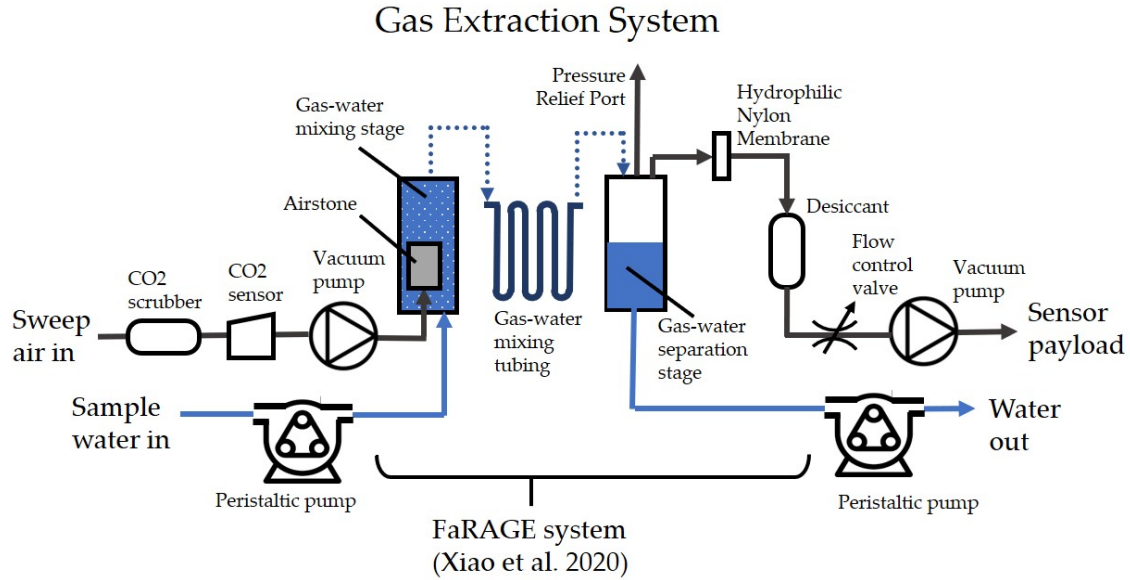 Gas Extraction System
Pressure
Relief Port
Hydrophilic
Nylon
Membrane
Gas-water
mixing stage
Airstone
Desiccant
CO2
scrubber
CO2
sensor
Vacuum
pump
Flow
control
valve
Vacuum
pump
Sweep
air in
Gas-water
mixing
tubing
Gas-water
separation
stage
Sensor
payload
Sample
water in
Water
out
Peristaltic pump
Peristaltic pump
FaRAGE system
(Xiao et al. 2020)